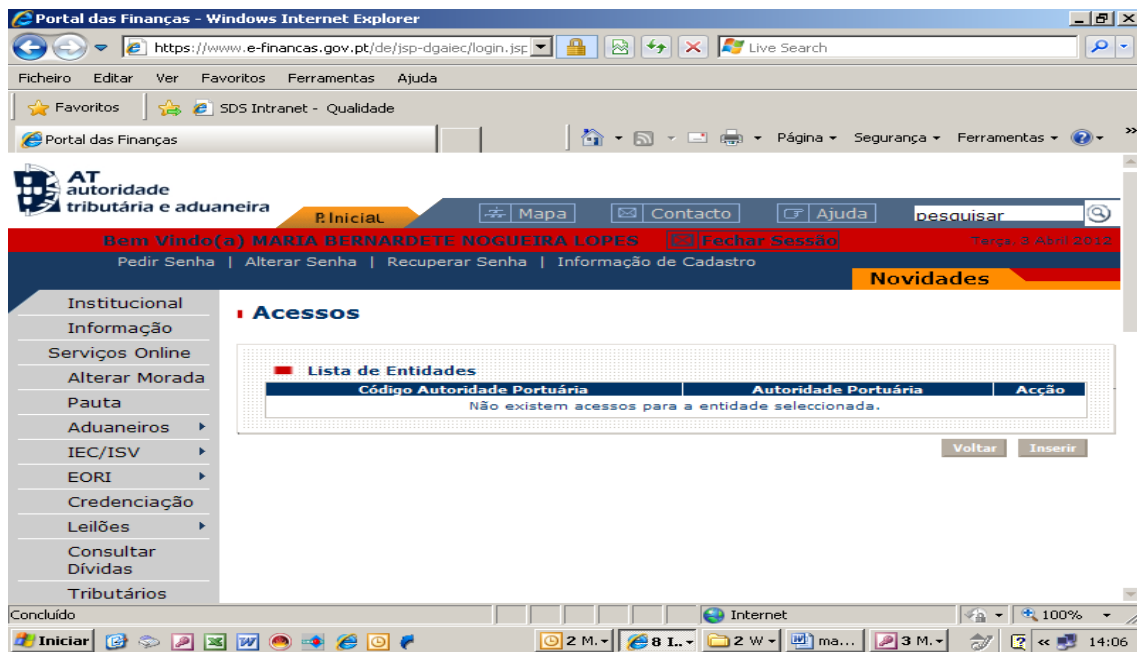 Portal das Finanças - Windows Internet Explorer
https://www.e-financas.gov.pt/de/jsp-dgaiec/login.jsp
Live Search
Ficheiro Editar Ver Favoritos Ferramentas Ajuda
Favoritos SDS Intranet - Qualidade
Portal das Finanças Página Segurança Ferramentas »
AT
autoridade
tributária e aduaneira
P.Inicial Mapa Contacto Ajuda pesquisar
Bem Vindo(a) MARIA BERNARDETE NOGUEIRA LOPES Fechar Sessão Terça, 3 Abril 2012
Pedir Senha | Alterar Senha | Recuperar Senha | Informação de Cadastro
Novidades
Institucional
Informação
Serviços Online
Alterar Morada
Pauta
Aduaneiros
IEC/ISV
EORI
Credenciação
Leilões
Consultar
Dívidas
Tributários
Acessos
Lista de Entidades
Código Autoridade Portuária Autoridade Portuária Acção
Não existem acessos para a entidade seleccionada.
Voltar Inserir
Concluído Internet 100%
Iniciar 2 M. 8 I.. 2 W ma... 3 M. « 14:06